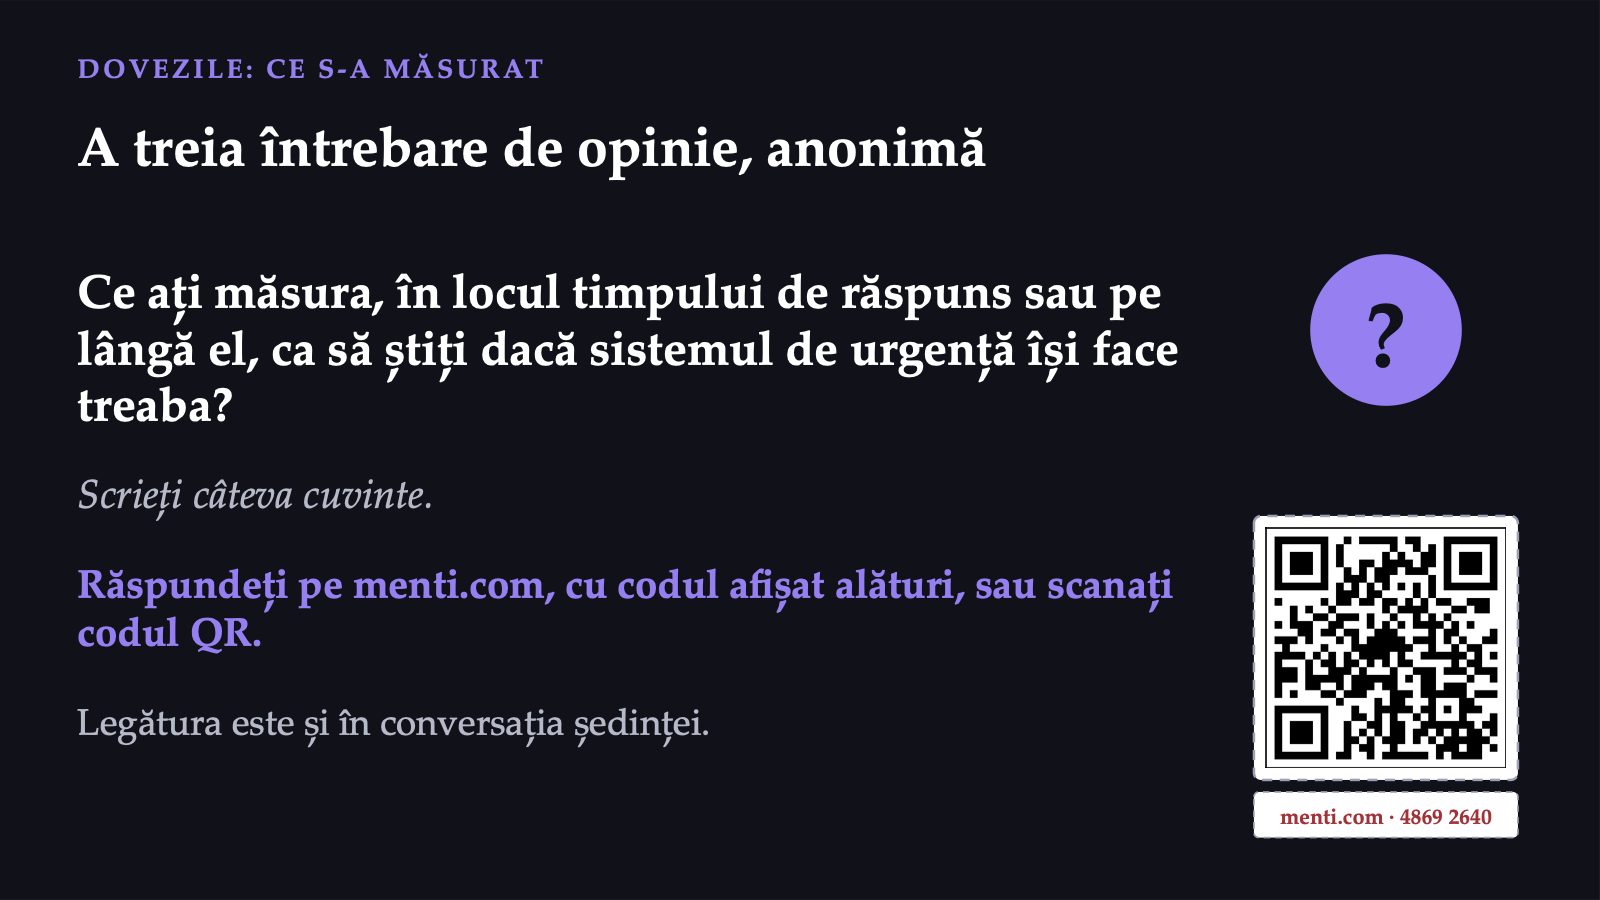 DOVEZILE: CE S-A MĂSURAT
A treia întrebare de opinie, anonimă
Ce ați măsura, în locul timpului de răspuns sau pe
lângă el, ca să știți dacă sistemul de urgență își face
treaba?
?
Scrieți câteva cuvinte.
Răspundeți pe menti.com, cu codul afișat alături, sau scanați
codul QR.
Legătura este și în conversația ședinței.
menti.com · 4869 2640